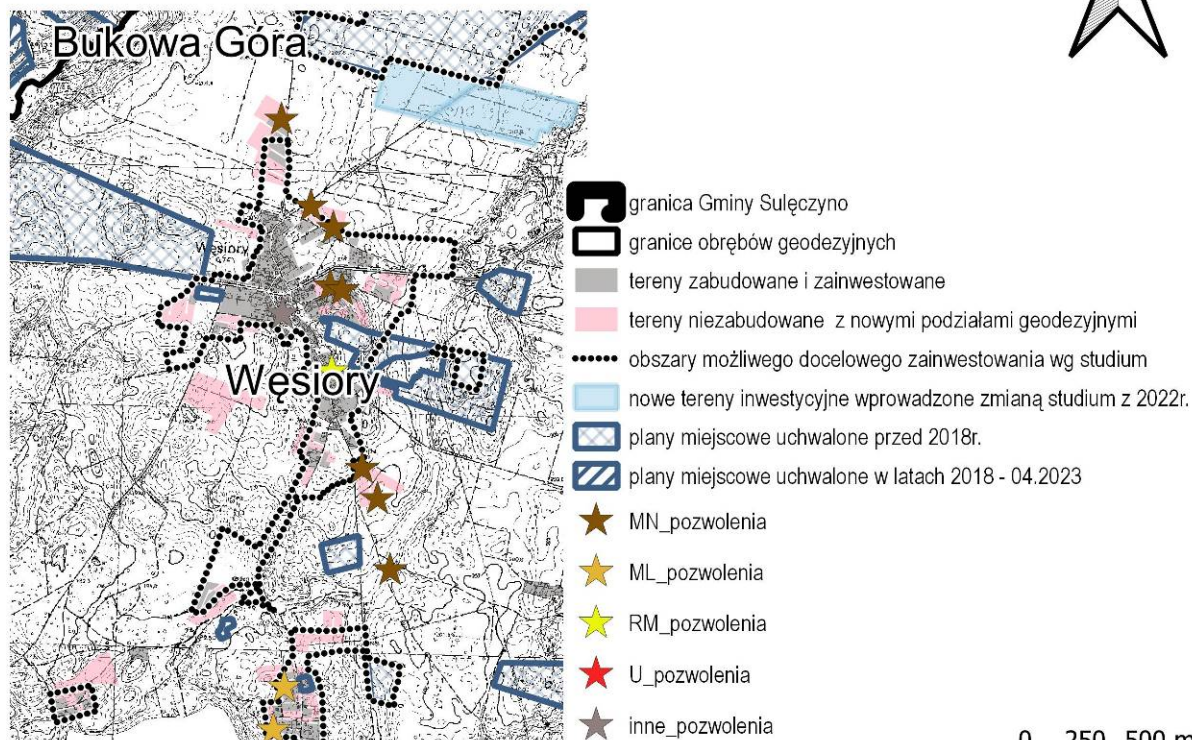 Bukowa Góra
Węsiory
Węsiory
granica Gminy Sulęczyno
granice obrębów geodezyjnych
tereny zabudowane i zainwestowane
tereny niezabudowane z nowymi podziałami geodezyjnymi
obszary możliwego docelowego zainwestowania wg studium
nowe tereny inwestycyjne wprowadzone zmianą studium z 2022r.
plany miejscowe uchwalone przed 2018r.
plany miejscowe uchwalone w latach 2018 - 04.2023
MN_pozwolenia
ML_pozwolenia
RM_pozwolenia
U_pozwolenia
inne_pozwolenia
0 250 500 m